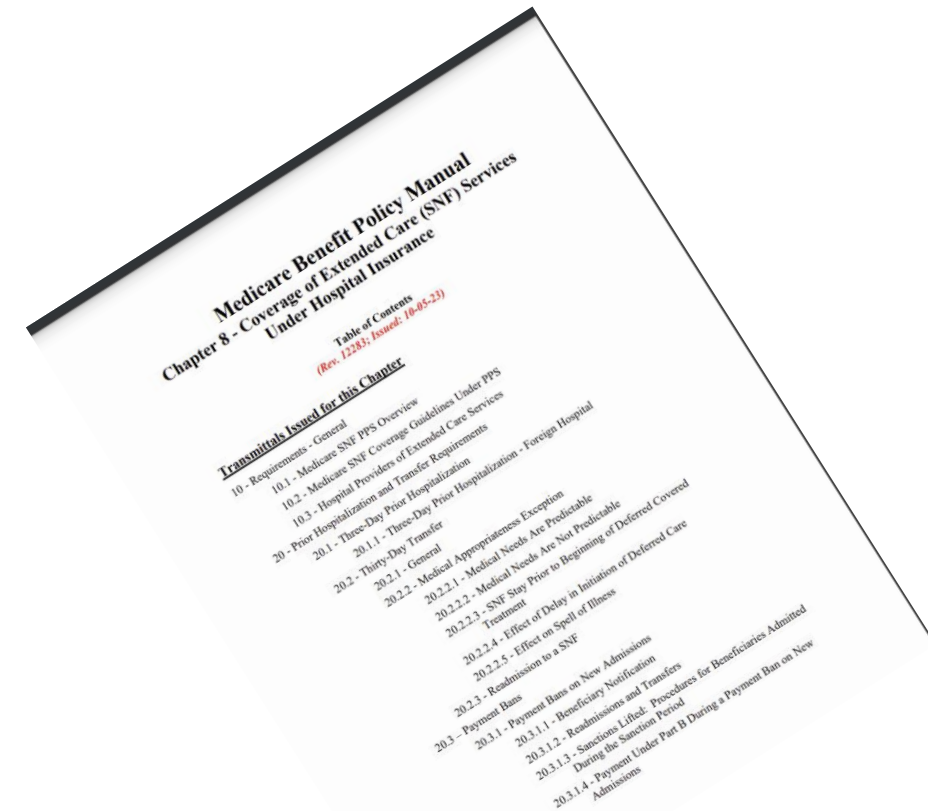 Medicare Benefit Policy Manual
Chapter 8 - Coverage of Extended Care (SNF) Services
Under Hospital Insurance
Table of Contents
(Rev. 12283; Issued: 10-05-23)
Transmittals Issued for this Chapter
10 - Requirements - General
10.1 - Medicare SNF PPS Overview
10.2 - Medicare SNF Coverage Guidelines Under PPS
10.3 - Hospital Providers of Extended Care Services
20 - Prior Hospitalization and Transfer Requirements
20.1 - Three-Day Prior Hospitalization
20.1.1 - Three-Day Prior Hospitalization - Foreign Hospital
20.2 - Thirty-Day Transfer
20.2.1 - General
20.2.2 - Medical Appropriateness Exception
20.2.2.1 - Medical Needs Are Predictable
20.2.2.2 - Medical Needs Are Not Predictable
20.2.2.3 - SNF Stay Prior to Beginning of Deferred Covered
Treatment
20.2.2.4 - Effect of Delay in Initiation of Deferred Care
20.2.2.5 - Effect on Spell of Illness
20.2.3 - Readmission to a SNF
20.3 – Payment Bans
20.3.1 - Payment Bans on New Admissions
20.3.1.1 - Beneficiary Notification
20.3.1.2 - Readmissions and Transfers
20.3.1.3 - Sanctions Lifted: Procedures for Beneficiaries Admitted
During the Sanction Period
20.3.1.4 - Payment Under Part B During a Payment Ban on New
Admissions